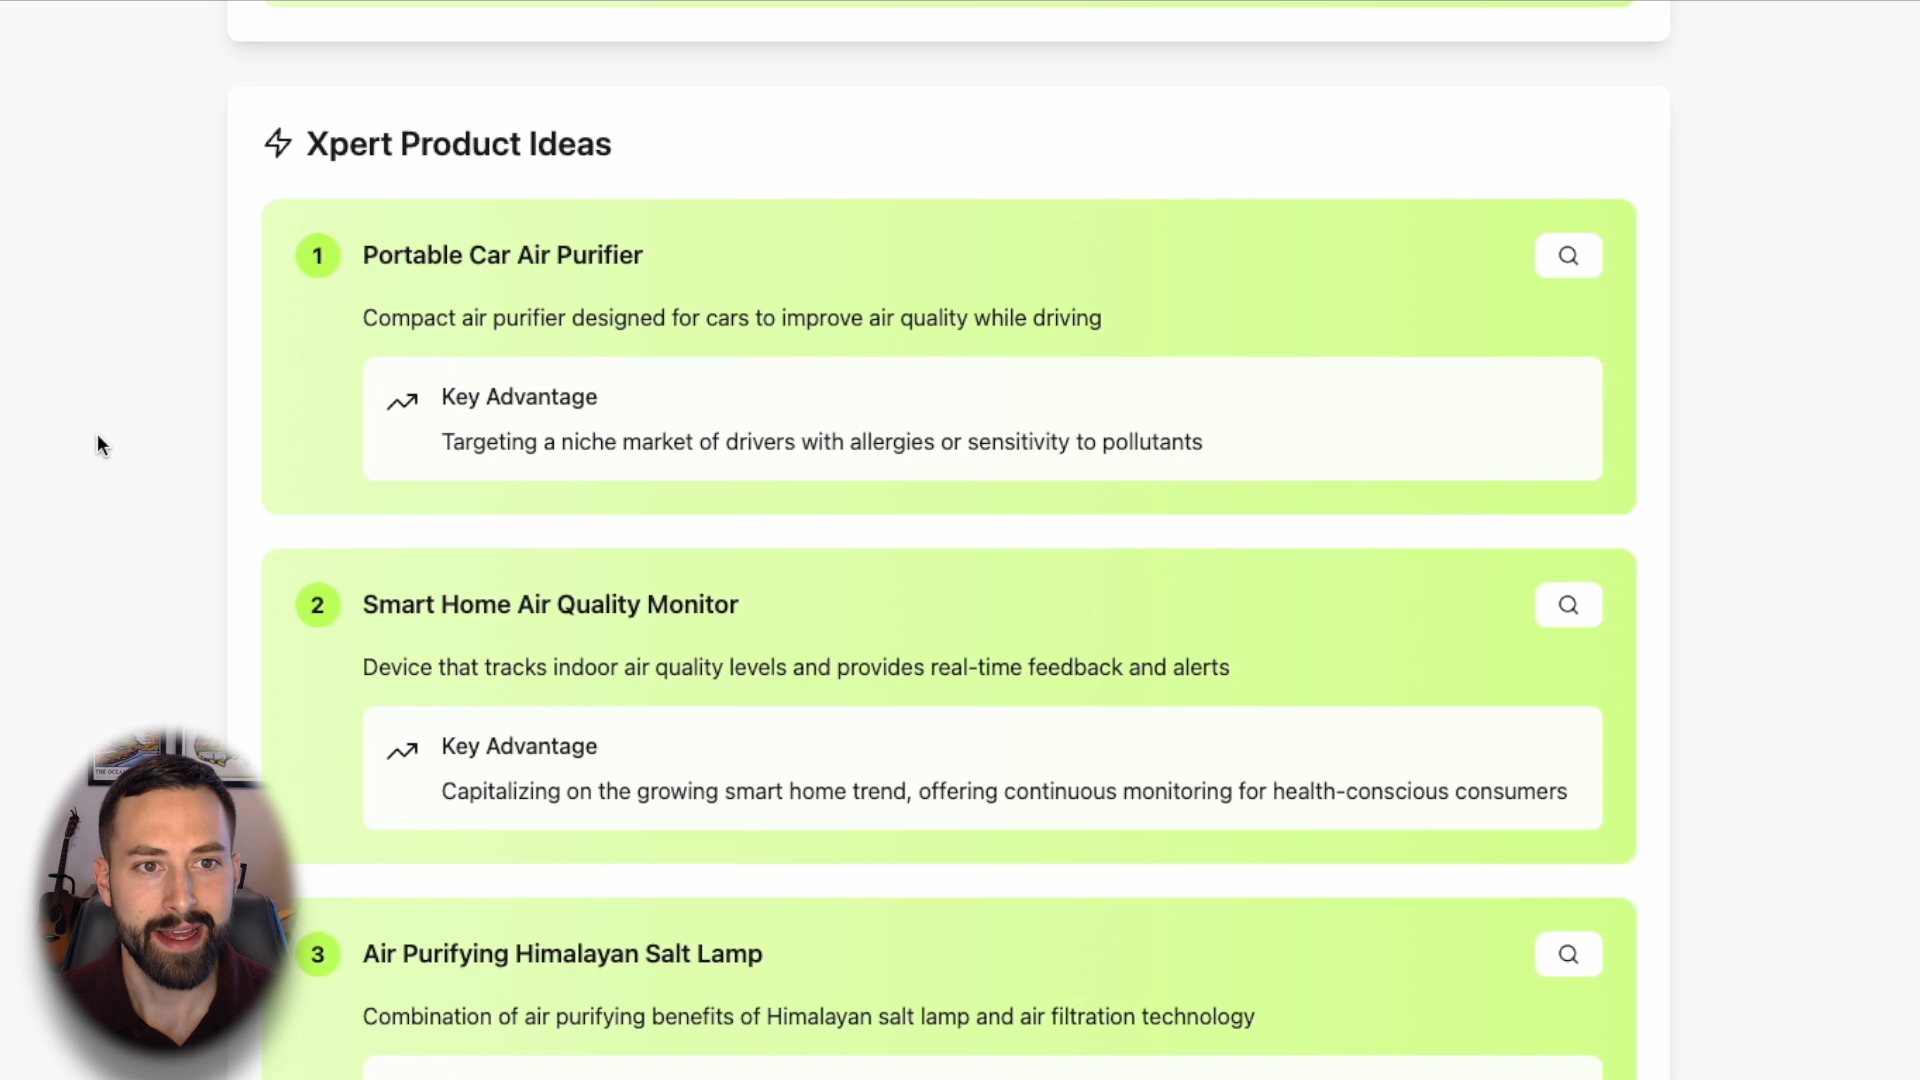 Xpert Product Ideas
1
Portable Car Air Purifier
Compact air purifier designed for cars to improve air quality while driving
Key Advantage
Targeting a niche market of drivers with allergies or sensitivity to pollutants
2
Smart Home Air Quality Monitor
Device that tracks indoor air quality levels and provides real-time feedback and alerts
Key Advantage
Capitalizing on the growing smart home trend, offering continuous monitoring for health-conscious consumers
3
Air Purifying Himalayan Salt Lamp
Combination of air purifying benefits of Himalayan salt lamp and air filtration technology